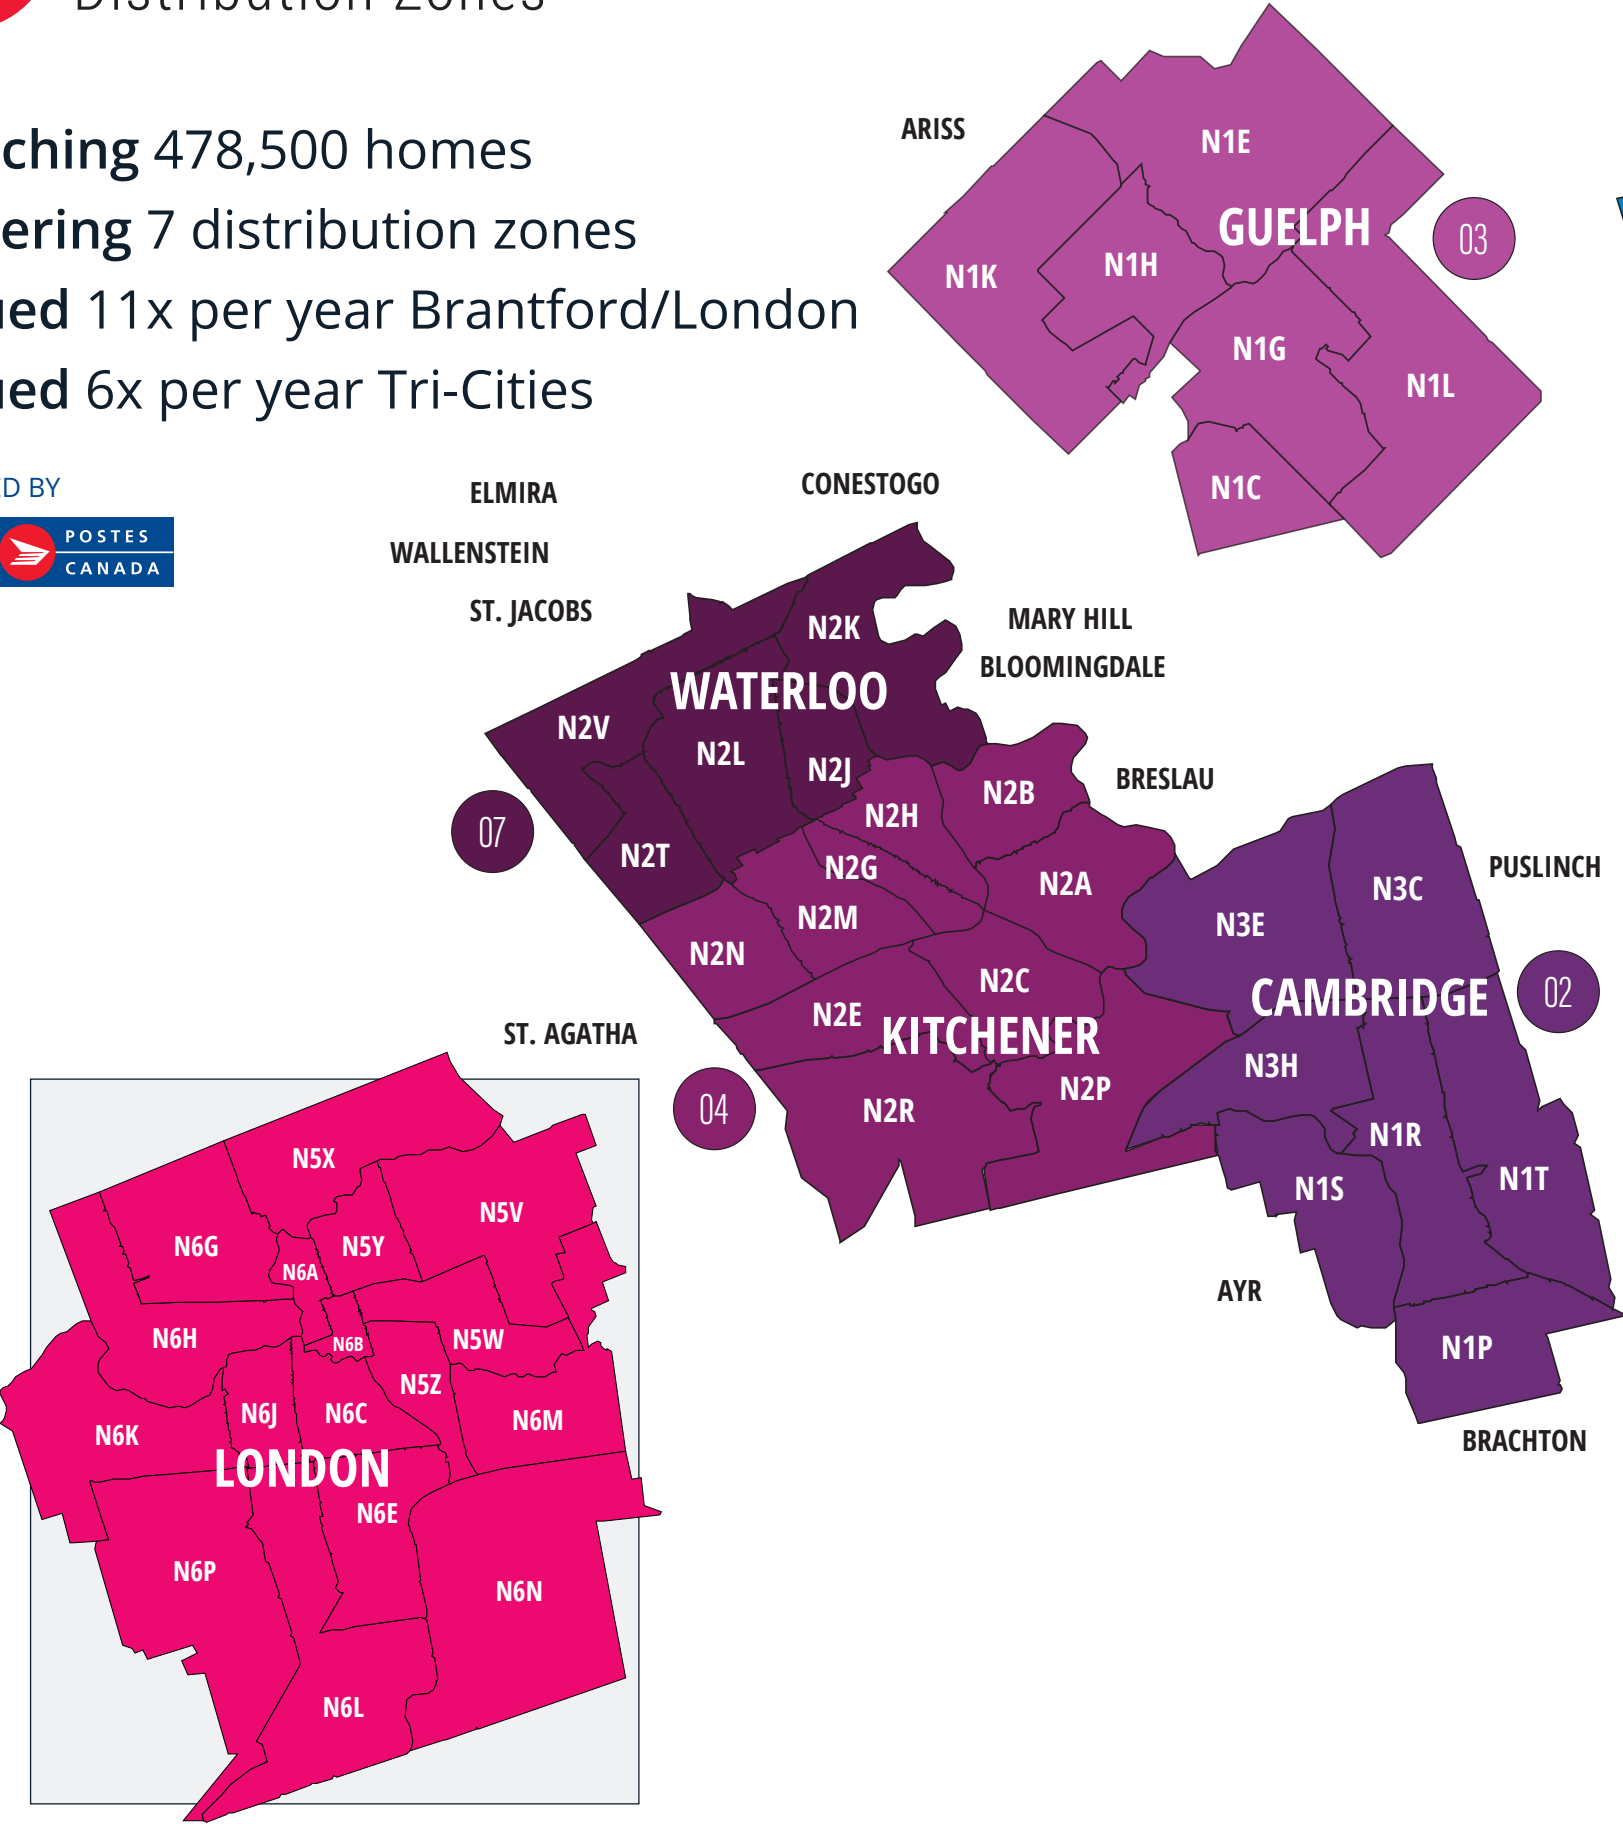 Distribution Zones
ching 478,500 homes
ering 7 distribution zones
ued 11x per year Brantford/London
ued 6x per year Tri-Cities
ED BY
POSTES
CANADA
ARISS
N1E
GUELPH
03
N1K
N1H
N1G
N1L
N1C
ELMIRA
CONESTOGO
WALLENSTEIN
ST. JACOBS
N2K
MARY HILL
BLOOMINGDALE
WATERLOO
N2V
N2L
N2J
07
N2T
N2B
BRESLAU
N2H
N2G
N2A
N2M
N2N
N2C
N2E
KITCHENER
N2P
N2R
04
ST. AGATHA
PUSLINCH
N3C
N3E
CAMBRIDGE
02
N3H
N1R
N1S
N1T
AYR
N1P
BRACHTON
N5X
N5V
N6G
N5Y
N6A
N6H
N6B
N5W
N5Z
N6J
N6C
N6M
N6K
LONDON
N6E
N6P
N6N
N6L